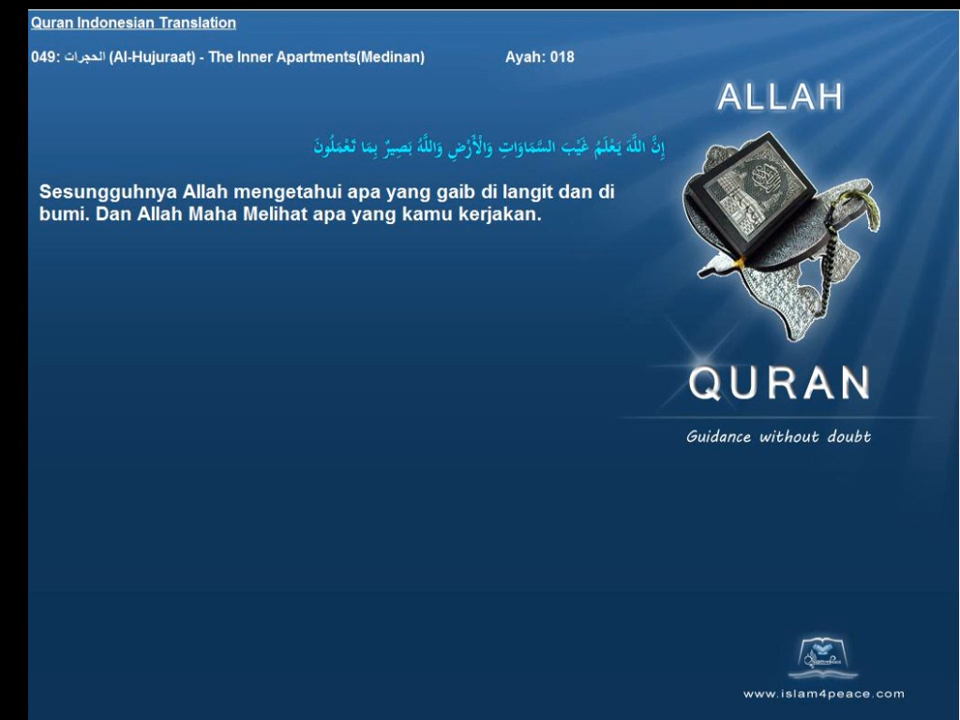 Quran Indonesian Translation
049: الحجرات (Al-Hujuraat) - The Inner Apartments(Medinan) Ayah: 018
ALLAH
إِنَّ اللَّهَ يَعْلَمُ غَيْبَ السَّمَاوَاتِ وَالْأَرْضِ وَاللَّهُ بَصِيرٌ بِمَا تَعْمَلُونَ
Sesungguhnya Allah mengetahui apa yang gaib di langit dan di
bumi. Dan Allah Maha Melihat apa yang kamu kerjakan.
QURAN
Guidance without doubt
www.islam4peace.com